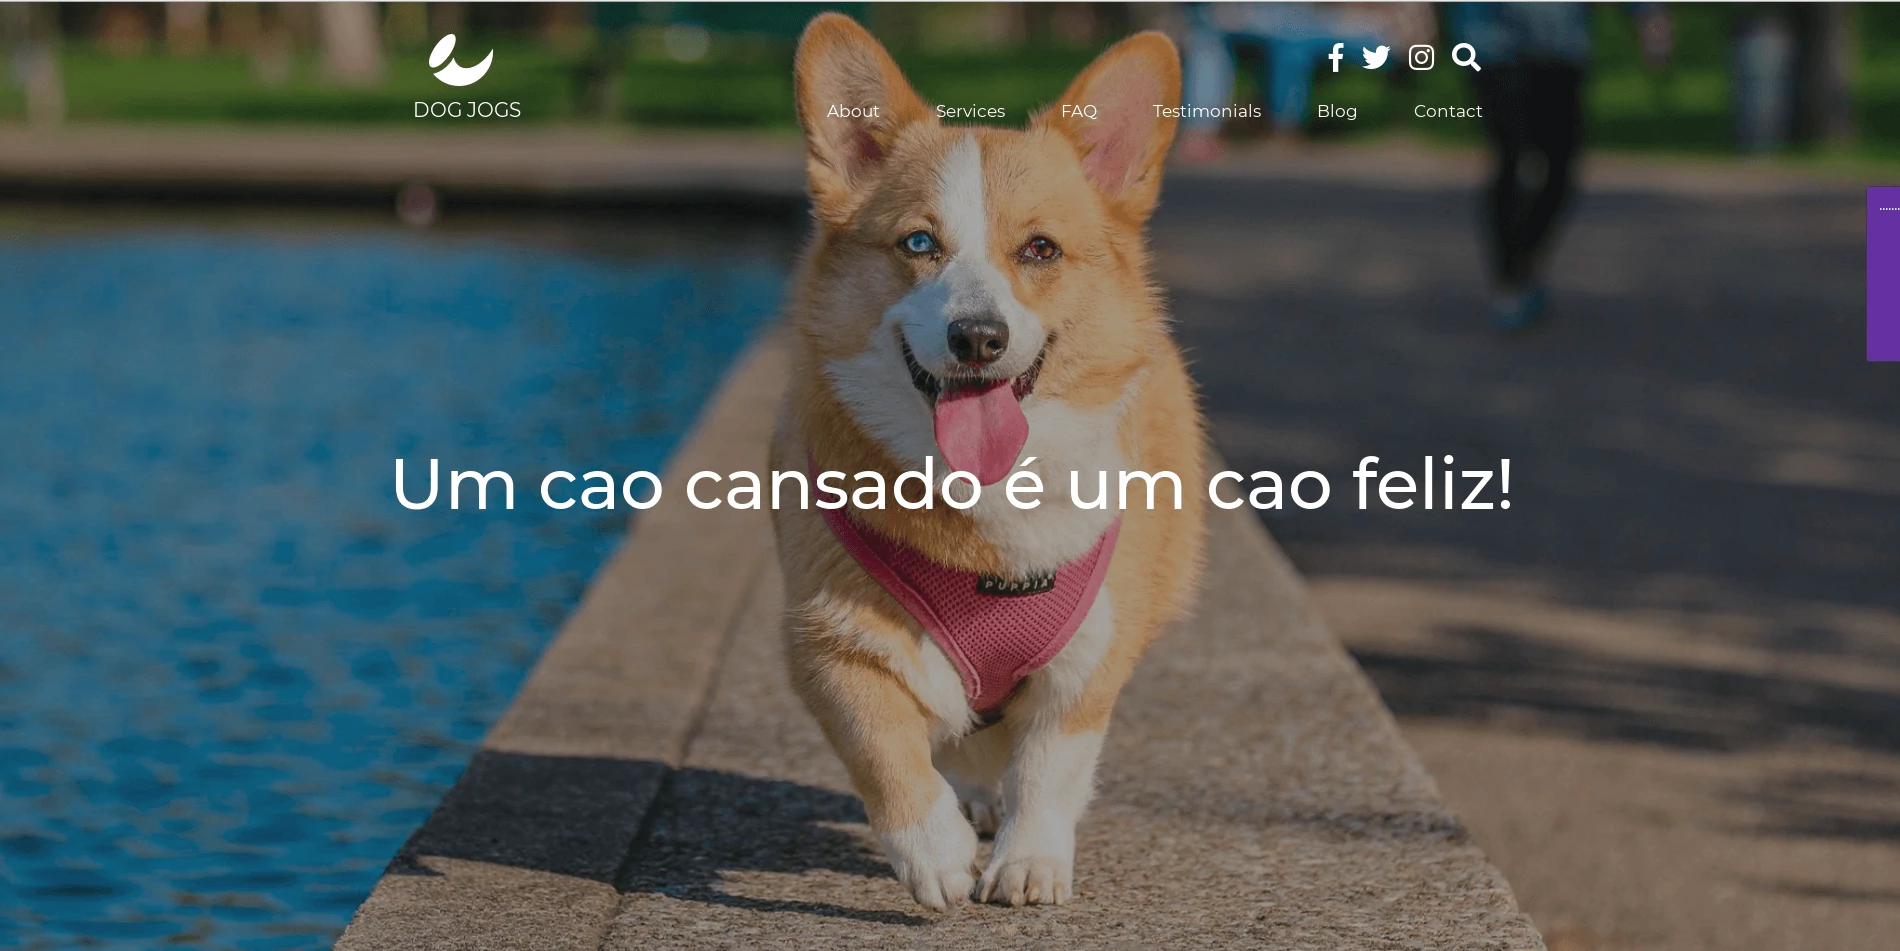 DOG JOGS
About Services FAQ Testimonials Blog Contact
Um cao cansado é um cao feliz!
PUPPIA